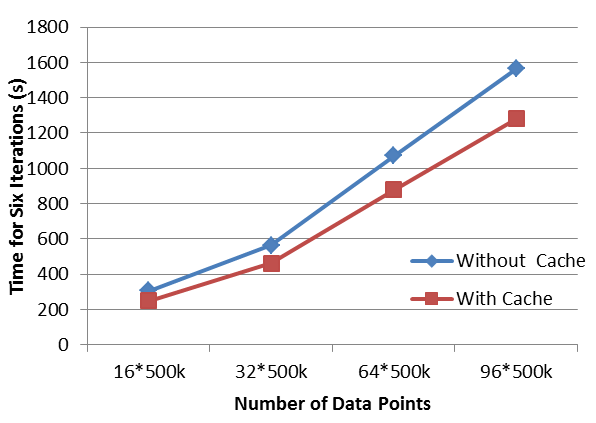 1800
1600
1400
1200
1000
800
600
400
200
0
Time for Six Iterations (s)
Without Cache
With Cache
16*500k 32*500k 64*500k 96*500k
Number of Data Points